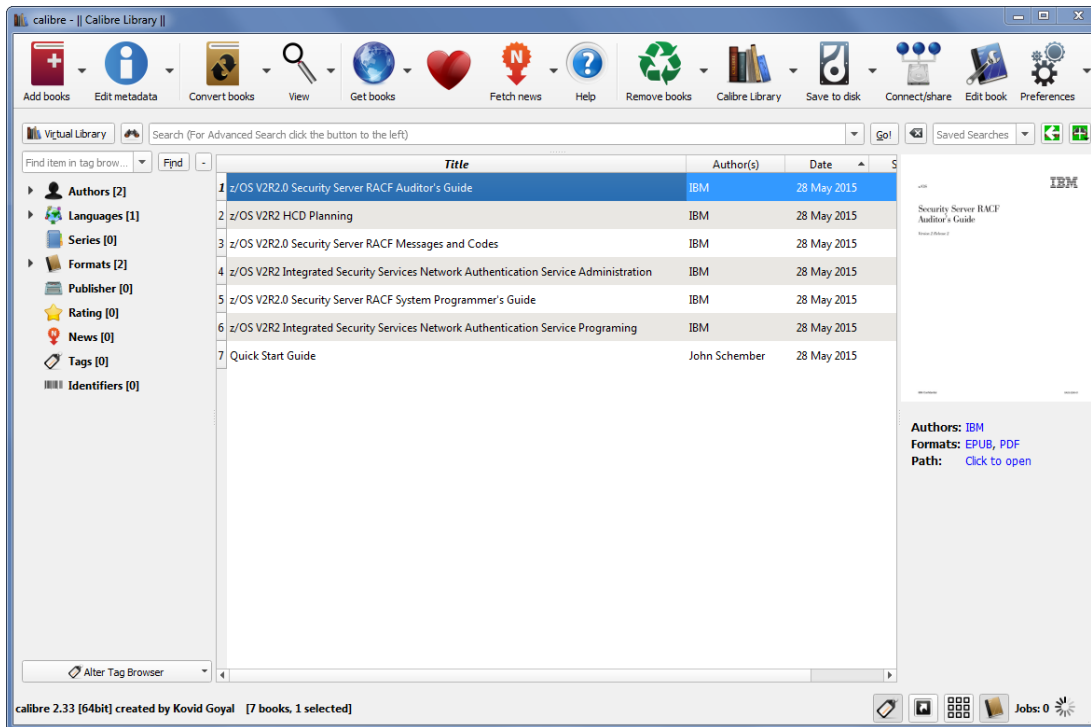 calibre - || Calibre Library ||
Add books
Edit metadata
Convert books
View
Get books
Fetch news
Help
Remove books
Calibre Library
Save to disk
Connect/share
Edit book
Preferences
Virtual Library
Search (For Advanced Search click the button to the left)
Go!
Saved Searches
Find item in tag brow...
Find
-
Title Author(s) Date S
Authors [2]
Languages [1]
Series [0]
Formats [2]
Publisher [0]
Rating [0]
News [0]
Tags [0]
Identifiers [0]
1 z/OS V2R2.0 Security Server RACF Auditor's Guide IBM 28 May 2015
2 z/OS V2R2 HCD Planning IBM 28 May 2015
3 z/OS V2R2.0 Security Server RACF Messages and Codes IBM 28 May 2015
4 z/OS V2R2 Integrated Security Services Network Authentication Service Administration IBM 28 May 2015
5 z/OS V2R2.0 Security Server RACF System Programmer's Guide IBM 28 May 2015
6 z/OS V2R2 Integrated Security Services Network Authentication Service Programing IBM 28 May 2015
7 Quick Start Guide John Schember 28 May 2015
IBM
Security Server RACF
Auditor's Guide
Authors: IBM
Formats: EPUB, PDF
Path: Click to open
Alter Tag Browser
calibre 2.33 [64bit] created by Kovid Goyal [7 books, 1 selected]
Jobs: 0